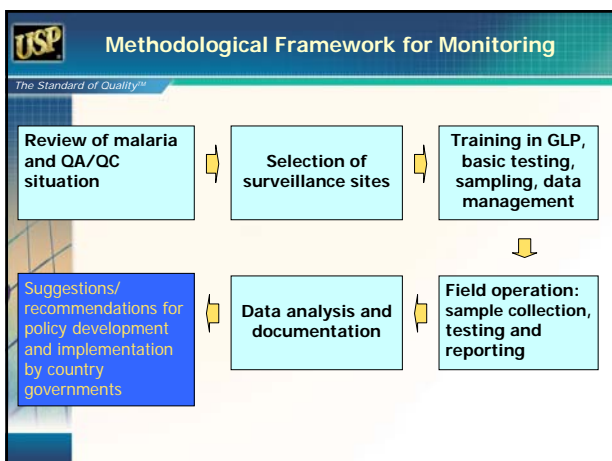 USP
Methodological Framework for Monitoring
The Standard of Quality™
Review of malaria
and QA/QC
situation
Selection of
surveillance sites
Training in GLP,
basic testing,
sampling, data
management
Field operation:
sample collection,
testing and
reporting
Data analysis and
documentation
Suggestions/
recommendations for
policy development
and implementation
by country
governments